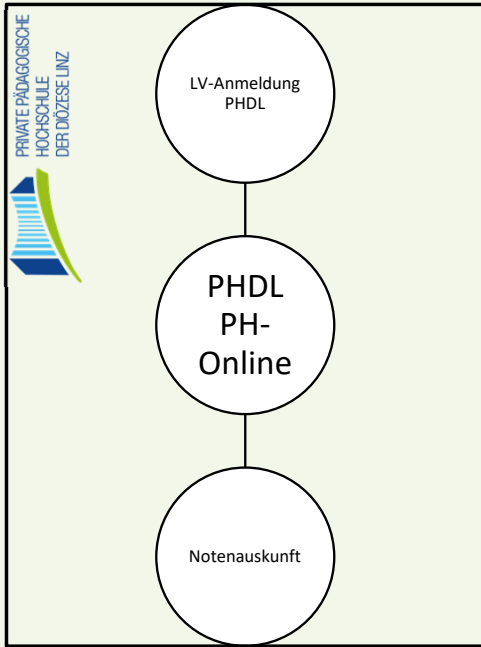 PRIVATE PÄDAGOGISCHE
HOCHSCHULE
DER DIÖZESE LINZ
LV-Anmeldung
PHDL
PHDL
PH-
Online
Notenauskunft